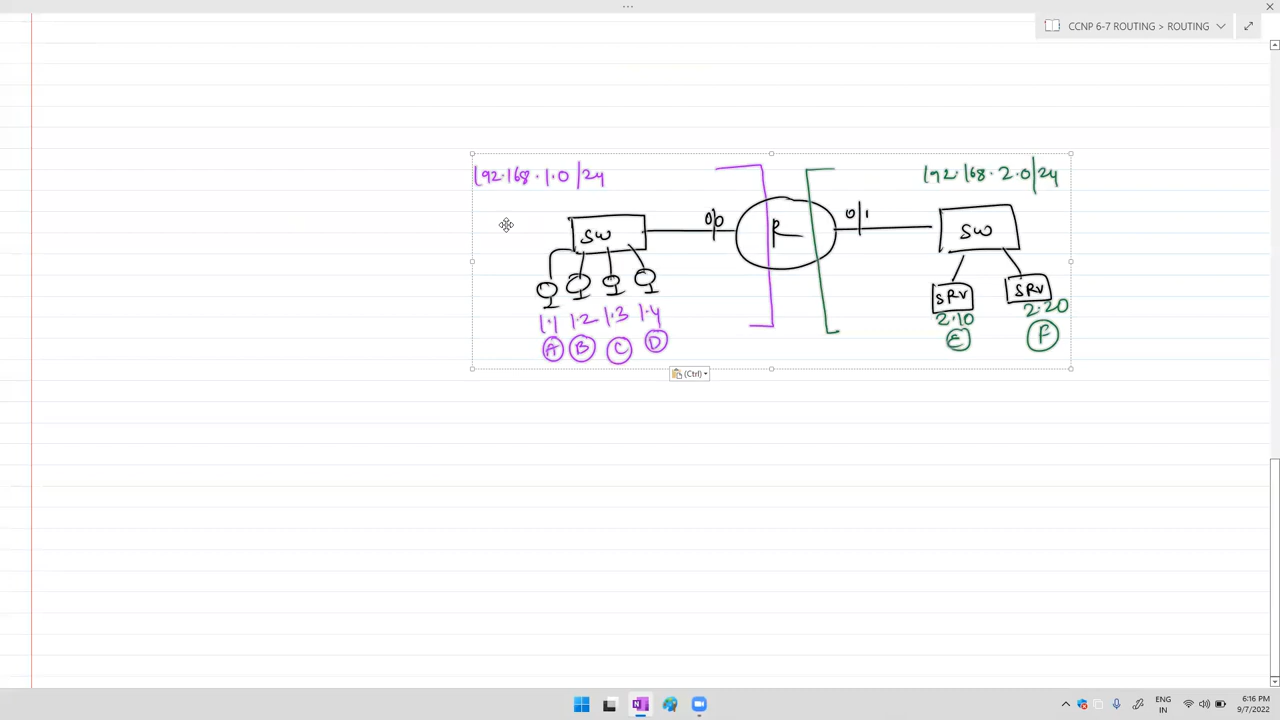 CCNP 6-7 ROUTING > ROUTING
192.168.1.0/24
192.168.2.0/24
0/0
R
0/1
SW
SW
SRV
SRV
1.1 1.2 1.3 1.4
2.10
2.20
A B C D
E
F
(Ctrl)
ENG
IN
6:16 PM
9/7/2022